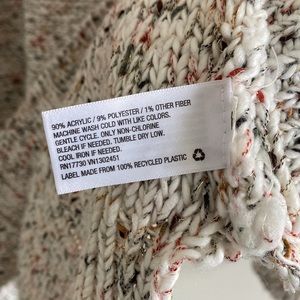 90% ACRYLIC / 9% POLYESTER / 1% OTHER FIBER
MACHINE WASH COLD WITH LIKE COLORS.
GENTLE CYCLE. ONLY NON-CHLORINE
BLEACH IF NEEDED. TUMBLE DRY LOW.
COOL IRON IF NEEDED.
RN17730 VN1302451
LABEL MADE FROM 100% RECYCLED PLASTIC